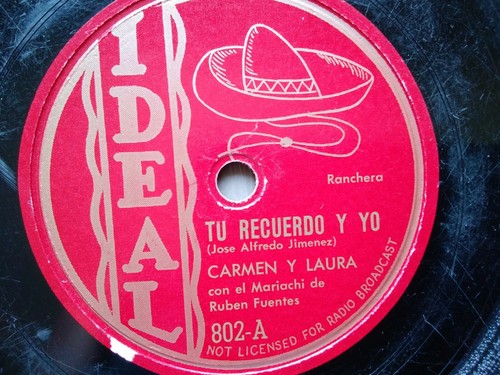 IDEAL
Ranchera
TU RECUERDO Y YO
(Jose Alfredo Jimenez)
CARMEN Y LAURA
con el Mariachi de
Ruben Fuentes
802-A
NOT LICENSED FOR RADIO BROADCAST